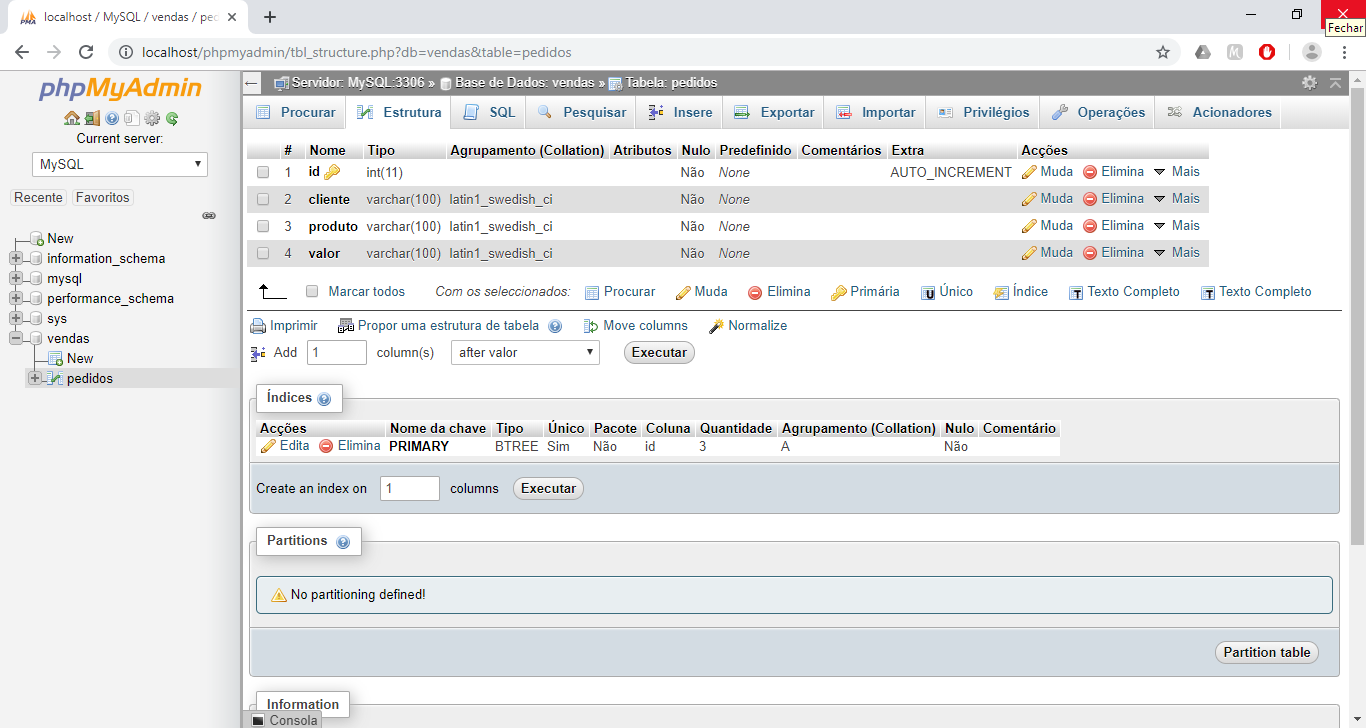 localhost / MySQL / vendas / ped
Fechar
localhost/phpmyadmin/tbl_structure.php?db=vendas&table=pedidos
phpMyAdmin
Current server:
MySQL
Recente Favoritos
New
information_schema
mysql
performance_schema
sys
vendas
New
pedidos
Servidor: MySQL:3306 » Base de Dados: vendas » Tabela: pedidos
Procurar Estrutura SQL Pesquisar Insere Exportar Importar Privilégios Operações Acionadores
# Nome Tipo Agrupamento (Collation) Atributos Nulo Predefinido Comentários Extra Acções
1 id int(11) Não None AUTO_INCREMENT Muda Elimina Mais
2 cliente varchar(100) latin1_swedish_ci Não None Muda Elimina Mais
3 produto varchar(100) latin1_swedish_ci Não None Muda Elimina Mais
4 valor varchar(100) latin1_swedish_ci Não None Muda Elimina Mais
Marcar todos Com os seleccionados: Procurar Muda Elimina Primária Único Índice Texto Completo Texto Completo
Imprimir Propor uma estrutura de tabela Move columns Normalize
Add 1 column(s) after valor Executar
Índices
Acções Nome da chave Tipo Único Pacote Coluna Quantidade Agrupamento (Collation) Nulo Comentário
Edita Elimina PRIMARY BTREE Sim Não id 3 A Não
Create an index on 1 columns Executar
Partitions
No partitioning defined!
Partition table
Information
Consola